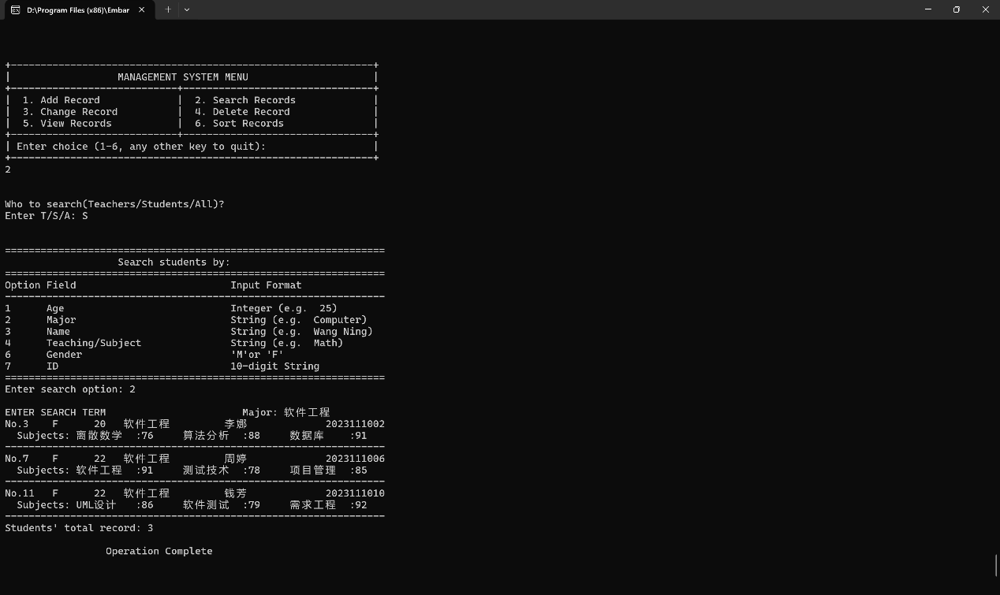 D:\Program Files (x86)\Embar
+-------------------------------------------------------------+
|                  MANAGEMENT SYSTEM MENU                     |
+----------------------------+--------------------------------+
|  1. Add Record             |  2. Search Records             |
|  3. Change Record          |  4. Delete Record              |
|  5. View Records           |  6. Sort Records               |
+----------------------------+--------------------------------+
| Enter choice (1-6, any other key to quit):                  |
+-------------------------------------------------------------+
2
Who to search(Teachers/Students/All)?
Enter T/S/A: S
================================================================
                   Search students by:
================================================================
Option Field                          Input Format
----------------------------------------------------------------
1      Age                            Integer (e.g.  25)
2      Major                          String (e.g.  Computer)
3      Name                           String (e.g.  Wang Ning)
4      Teaching/Subject               String (e.g.  Math)
6      Gender                         'M'or 'F'
7      ID                             10-digit String
================================================================
Enter search option: 2
ENTER SEARCH TERM                       Major: 软件工程
No.3    F      20   软件工程         李娜             2023111002
  Subjects: 离散数学  :76     算法分析  :88     数据库    :91
----------------------------------------------------------------
No.7    F      22   软件工程         周婷             2023111006
  Subjects: 软件工程  :91     测试技术  :78     项目管理  :85
----------------------------------------------------------------
No.11   F      22   软件工程         钱芳             2023111010
  Subjects: UML设计   :86     软件测试  :79     需求工程  :92
----------------------------------------------------------------
Students' total record: 3
                 Operation Complete